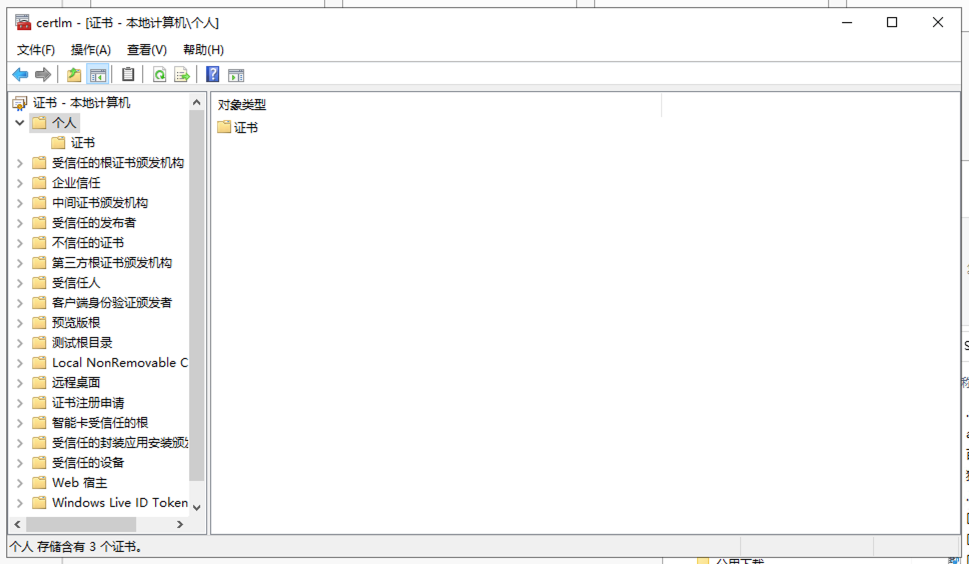 certlm - [证书 - 本地计算机\个人]
文件(F) 操作(A) 查看(V) 帮助(H)
证书 - 本地计算机
个人
证书
受信任的根证书颁发机构
企业信任
中间证书颁发机构
受信任的发布者
不信任的证书
第三方根证书颁发机构
受信任人
客户端身份验证颁发者
预览版根
测试根目录
Local NonRemovable C
远程桌面
证书注册申请
智能卡受信任的根
受信任的封装应用安装颁发
受信任的设备
Web 宿主
Windows Live ID Token
对象类型
证书
个人 存储含有 3 个证书。